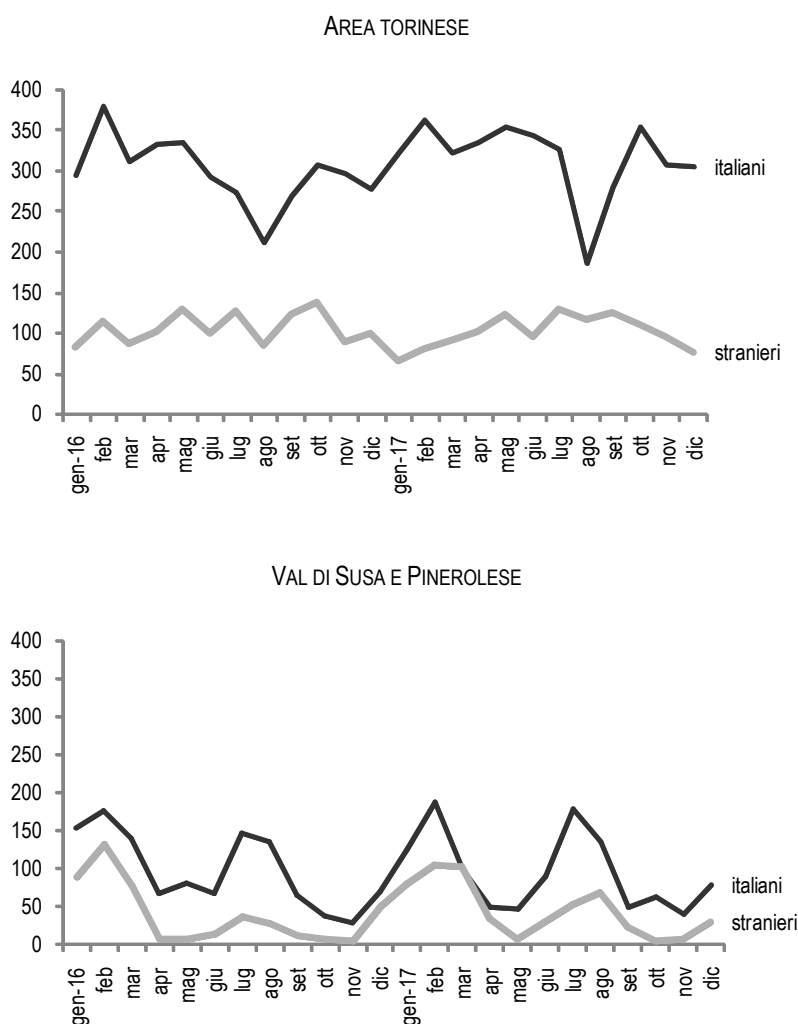 AREA TORINESE
400
350
300
250
200
150
100
50
0
italiani
stranieri
gen-16 feb mar apr mag giu lug ago set ott nov dic gen-17 feb mar apr mag giu lug ago set ott nov dic
VAL DI SUSA E PINEROLESE
400
350
300
250
200
150
100
50
0
italiani
stranieri
gen-16 feb mar apr mag giu lug ago set ott nov dic gen-17 feb mar apr mag giu lug ago set ott nov dic